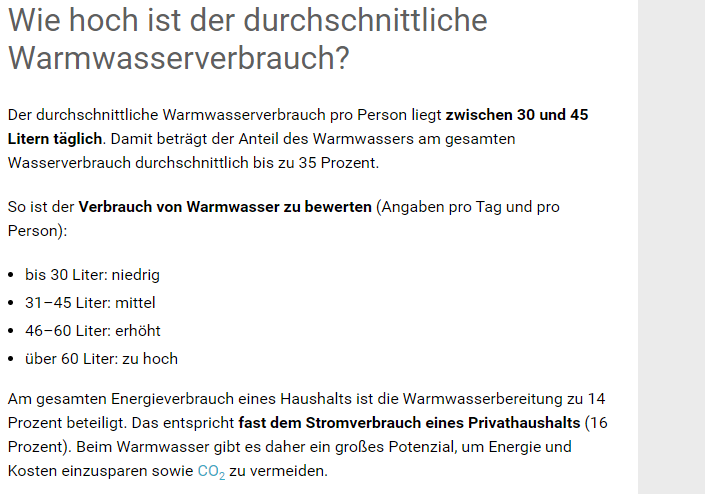 Wie hoch ist der durchschnittliche
Warmwasserverbrauch?
Der durchschnittliche Warmwasserverbrauch pro Person liegt zwischen 30 und 45
Litern täglich. Damit beträgt der Anteil des Warmwassers am gesamten
Wasserverbrauch durchschnittlich bis zu 35 Prozent.
So ist der Verbrauch von Warmwasser zu bewerten (Angaben pro Tag und pro
Person):
• bis 30 Liter: niedrig
• 31–45 Liter: mittel
• 46–60 Liter: erhöht
• über 60 Liter: zu hoch
Am gesamten Energieverbrauch eines Haushalts ist die Warmwasserbereitung zu 14
Prozent beteiligt. Das entspricht fast dem Stromverbrauch eines Privathaushalts (16
Prozent). Beim Warmwasser gibt es daher ein großes Potenzial, um Energie und
Kosten einzusparen sowie CO₂ zu vermeiden.